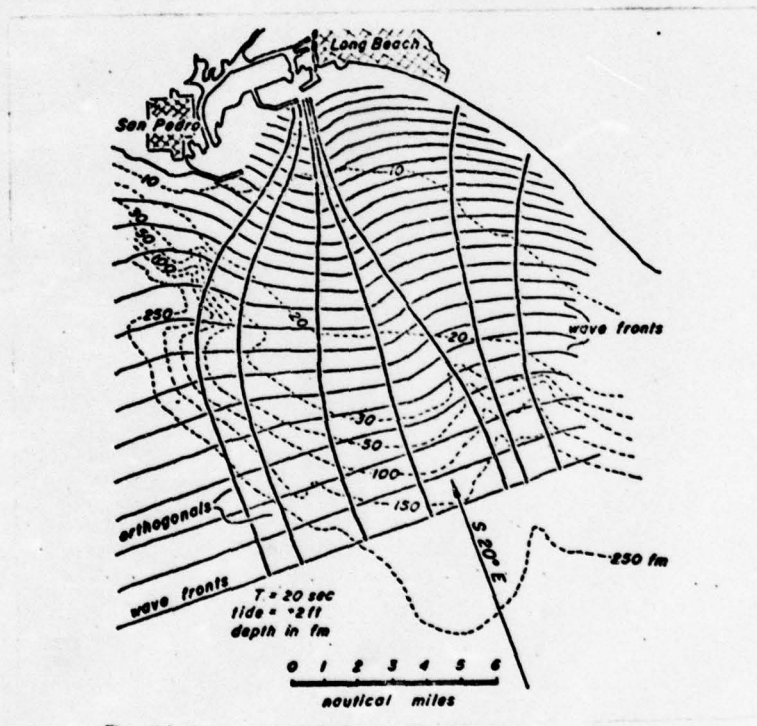 Long Beach
San Pedro
10
10
30
50
100
250
20
20
wave fronts
30
50
100
150
orthogonals
S 20° E
250 fm
wave fronts
T = 20 sec
tide = +2 ft
depth in fm
0 1 2 3 4 5 6
nautical miles